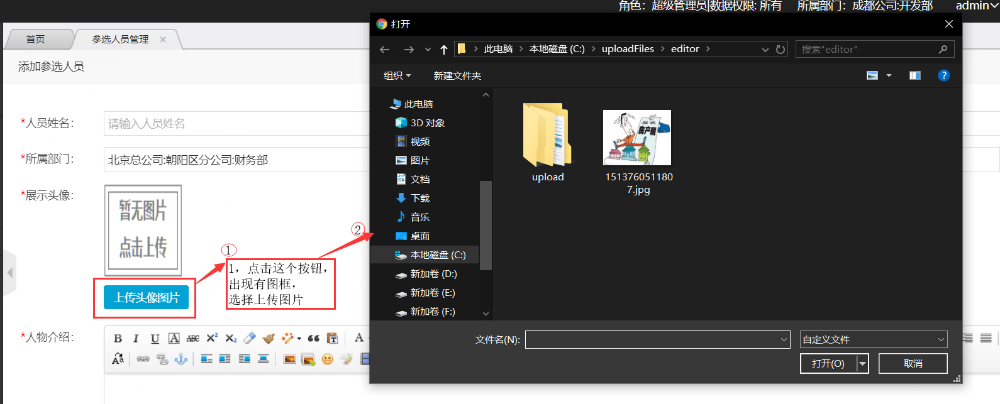 角色：超级管理员|数据权限: 所有 所属部门：成都公司:开发部 admin
首页 参选人员管理
添加参选人员
*人员姓名：
请输入人员姓名
*所属部门：
北京总公司:朝阳区分公司:财务部
*展示头像：
暂无图片
点击上传
上传头像图片
①
1，点击这个按钮，
出现有图框，
选择上传图片
②
*人物介绍：
B I U A ABC X² X₂ A
Aa
打开
此电脑 > 本地磁盘 (C:) > uploadFiles > editor >
搜索"editor"
组织 新建文件夹
?
此电脑
3D 对象
视频
图片
文档
下载
音乐
桌面
本地磁盘 (C:)
新加卷 (D:)
新加卷 (E:)
新加卷 (F:)
upload
房产税
151376051180
7.jpg
文件名(N):
自定义文件
打开(O) 取消